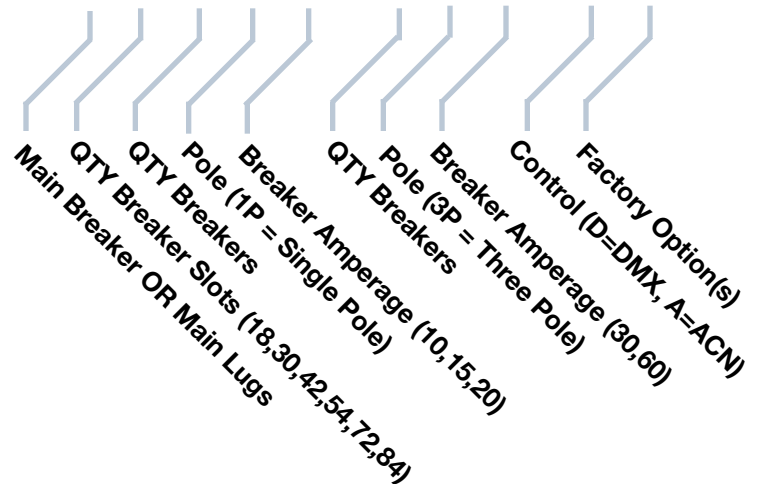 Main Breaker OR Main Lugs
QTY Breaker Slots (18,30,42,54,72,84)
QTY Breakers
Pole (1P = Single Pole)
Breaker Amperage (10,15,20)
QTY Breakers
Pole (3P = Three Pole)
Breaker Amperage (30,60)
Control (D=DMX, A=ACN)
Factory Option(s)